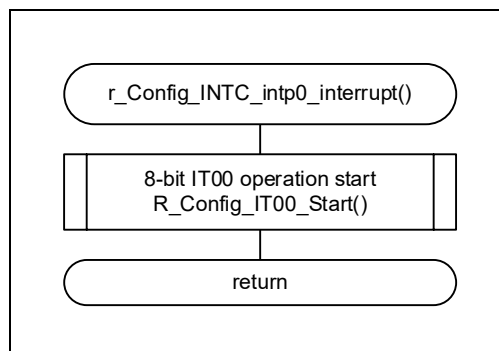 r_Config_INTC_intp0_interrupt()
8-bit IT00 operation start
R_Config_IT00_Start()
return